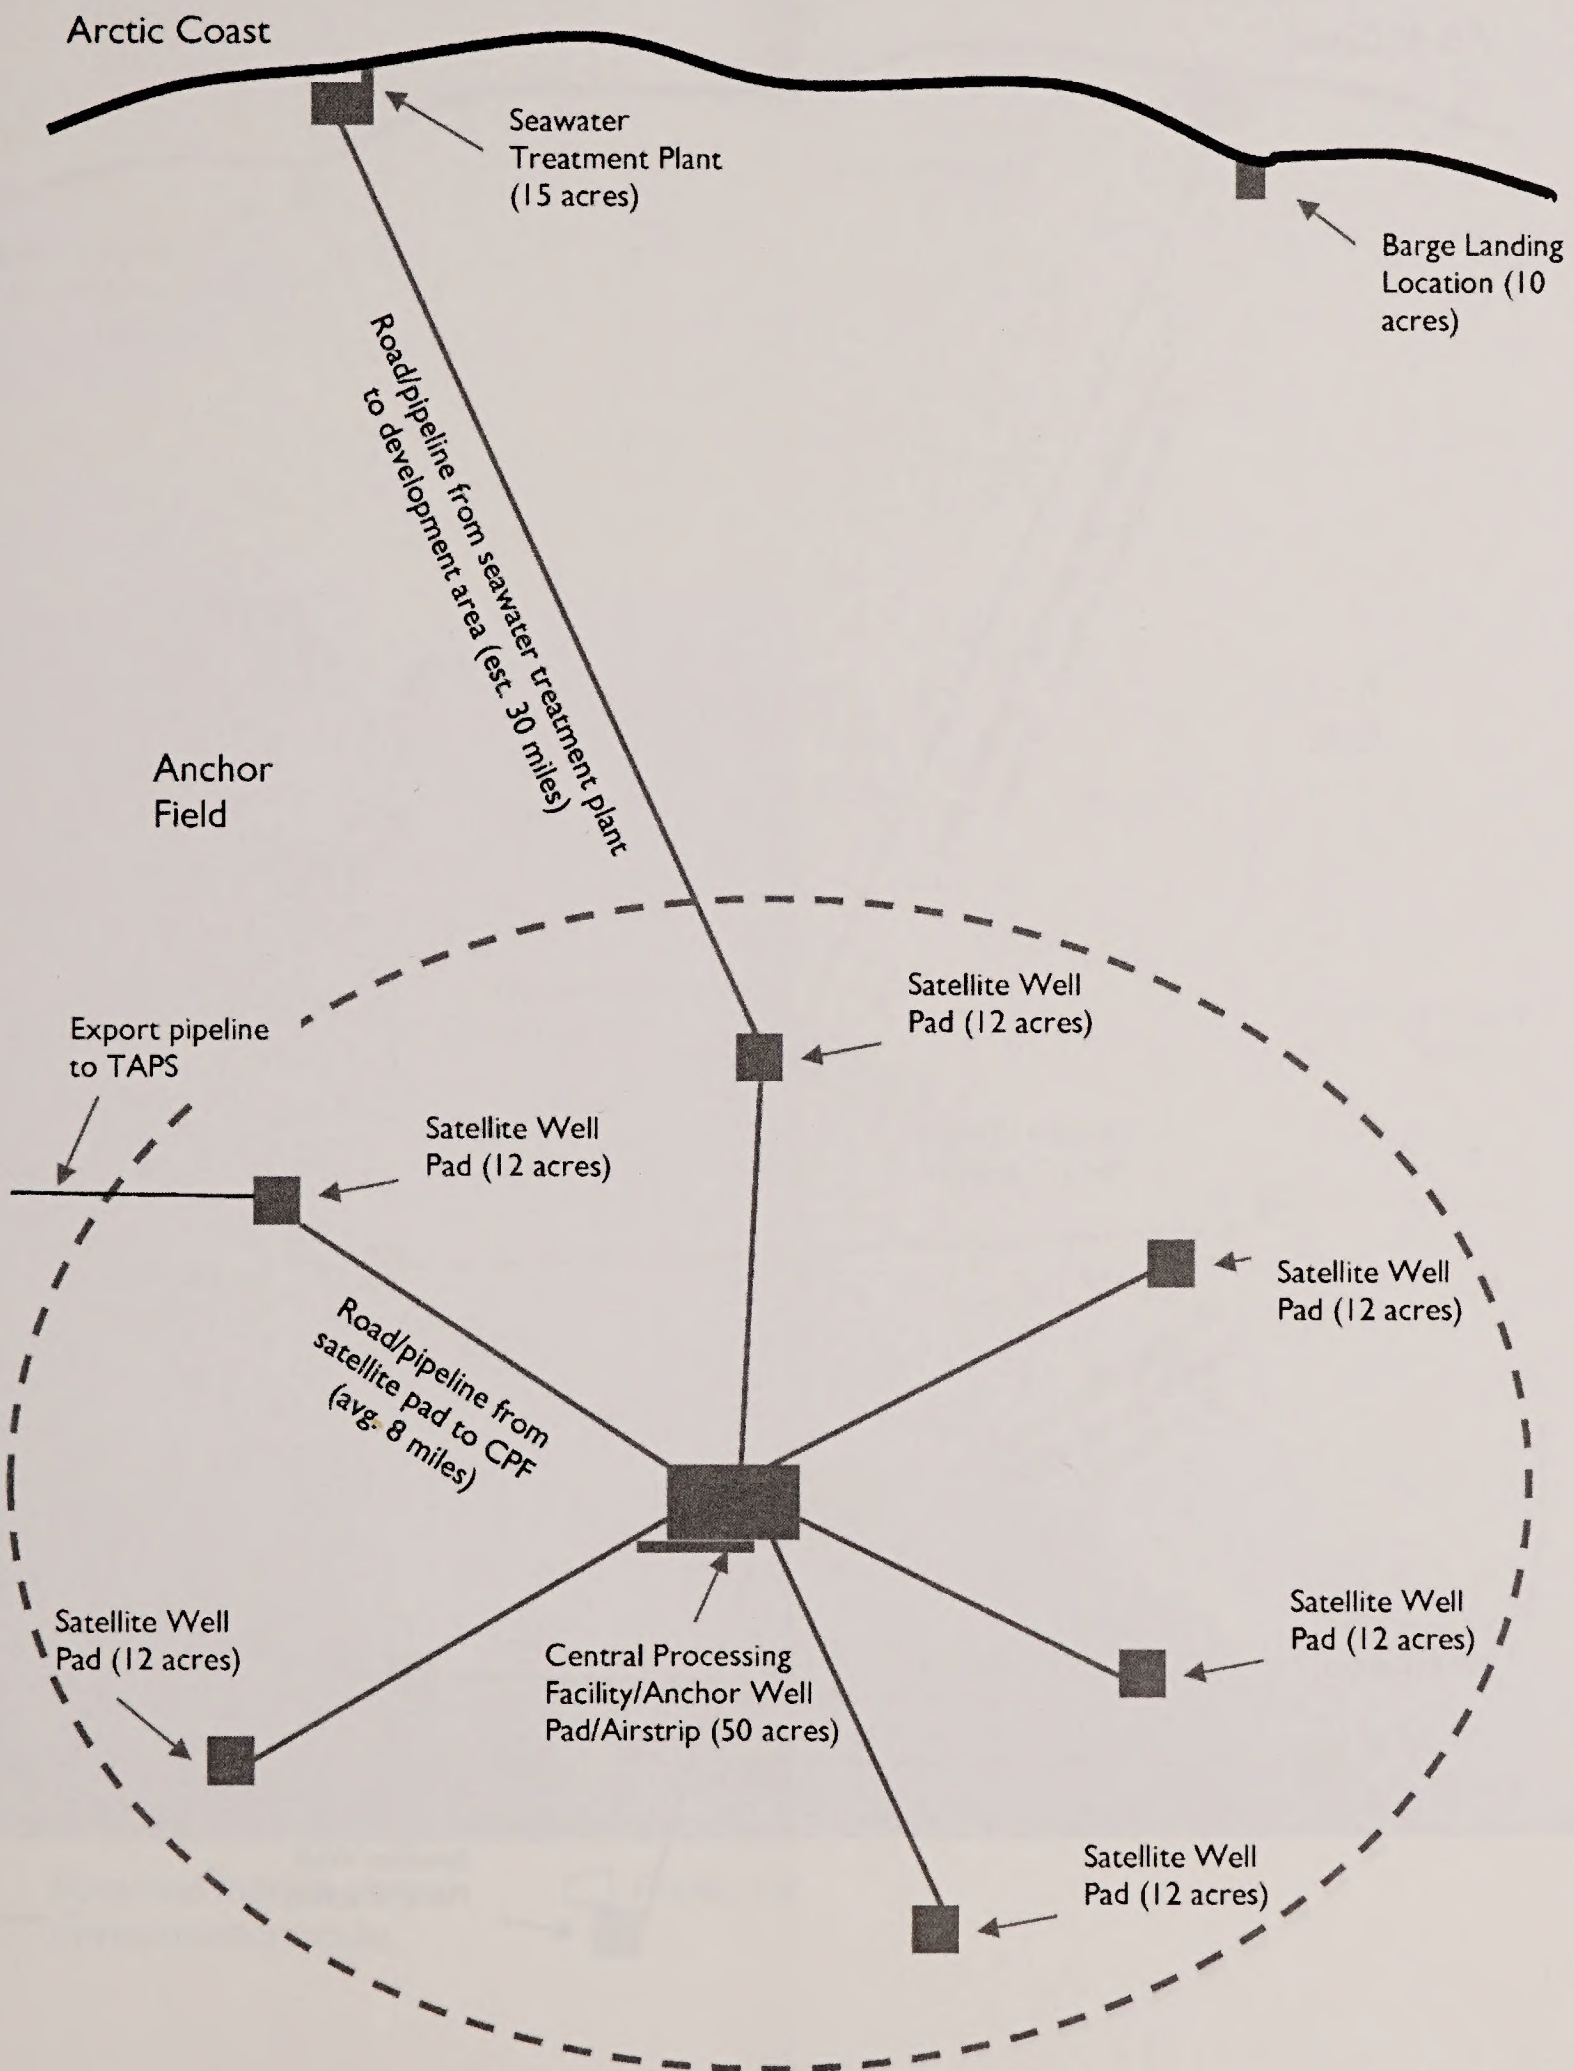 Arctic Coast
Seawater
Treatment Plant
(15 acres)
Barge Landing
Location (10
acres)
Road/pipeline from seawater treatment plant
to development area (est. 30 miles)
Anchor
Field
Satellite Well
Pad (12 acres)
Export pipeline
to TAPS
Satellite Well
Pad (12 acres)
Satellite Well
Pad (12 acres)
Road/pipeline from
satellite pad to CPF
(avg. 8 miles)
Satellite Well
Pad (12 acres)
Satellite Well
Pad (12 acres)
Central Processing
Facility/Anchor Well
Pad/Airstrip (50 acres)
Satellite Well
Pad (12 acres)